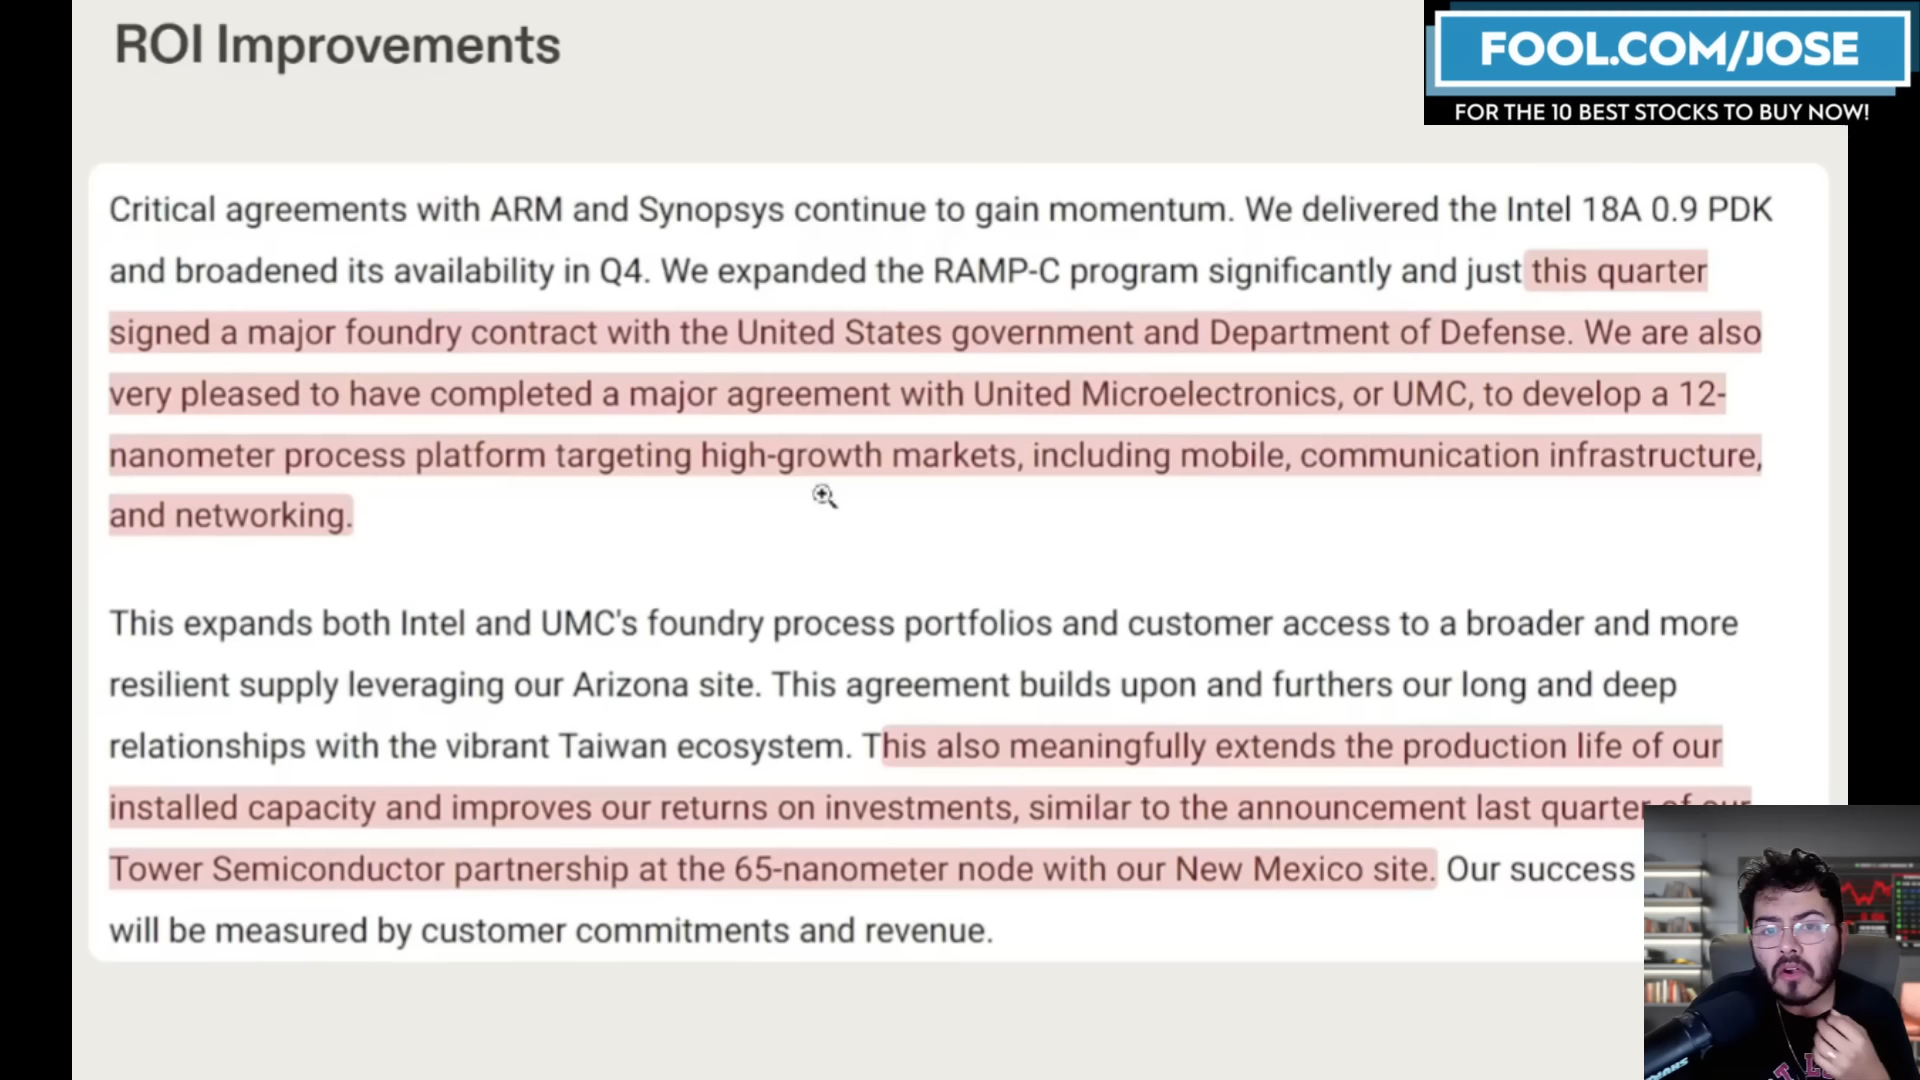 ROI Improvements
FOOL.COM/JOSE
FOR THE 10 BEST STOCKS TO BUY NOW!
Critical agreements with ARM and Synopsys continue to gain momentum. We delivered the Intel 18A 0.9 PDK
and broadened its availability in Q4. We expanded the RAMP-C program significantly and just this quarter
signed a major foundry contract with the United States government and Department of Defense. We are also
very pleased to have completed a major agreement with United Microelectronics, or UMC, to develop a 12-
nanometer process platform targeting high-growth markets, including mobile, communication infrastructure,
and networking.
This expands both Intel and UMC's foundry process portfolios and customer access to a broader and more
resilient supply leveraging our Arizona site. This agreement builds upon and furthers our long and deep
relationships with the vibrant Taiwan ecosystem. This also meaningfully extends the production life of our
installed capacity and improves our returns on investments, similar to the announcement last quarter of our
Tower Semiconductor partnership at the 65-nanometer node with our New Mexico site. Our success
will be measured by customer commitments and revenue.